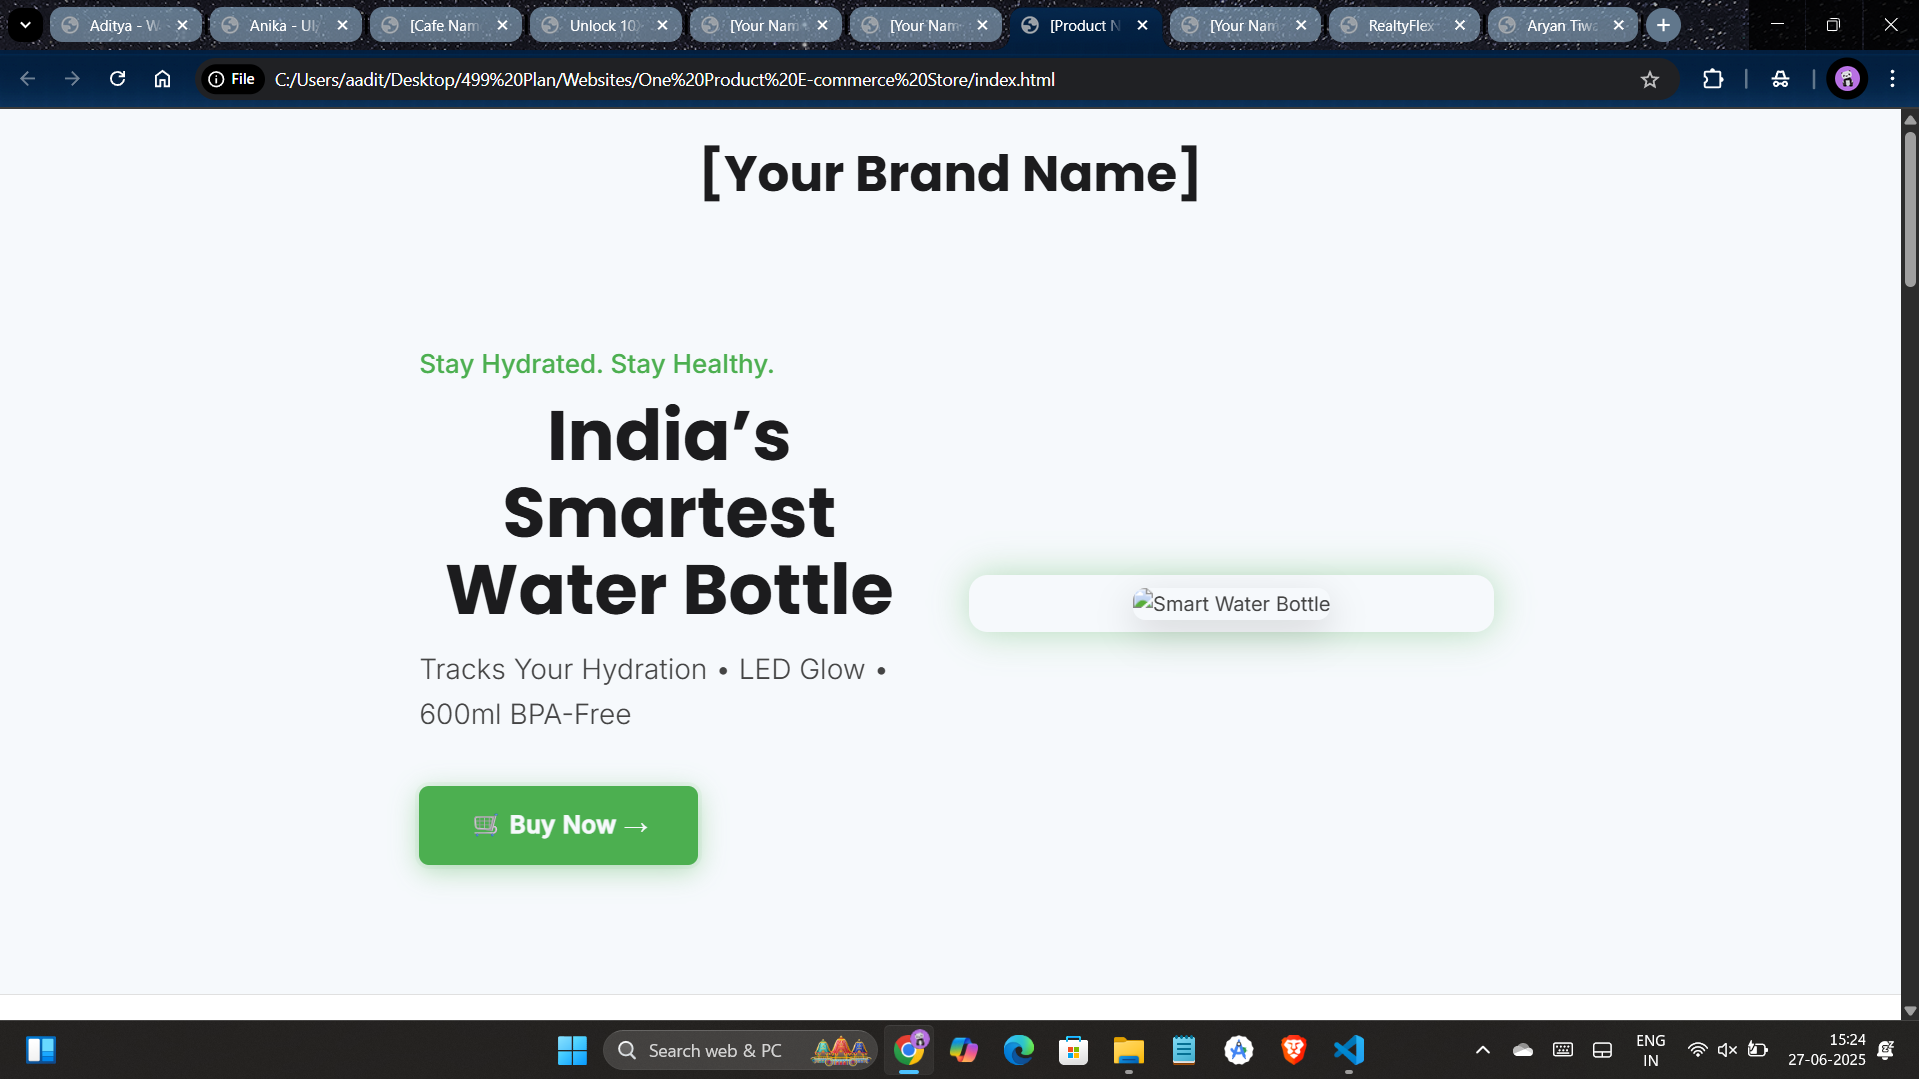 Aditya - W
Anika - UI
[Cafe Nam
Unlock 10
[Your Nam
[Your Nam
[Product N
[Your Nam
RealtyFlex
Aryan Tiwa
File
C:/Users/aadit/Desktop/499%20Plan/Websites/One%20Product%20E-commerce%20Store/index.html
[Your Brand Name]
Stay Hydrated. Stay Healthy.
India’s
Smartest
Water Bottle
Tracks Your Hydration • LED Glow •
600ml BPA-Free
Smart Water Bottle
🛒 Buy Now →
Search web & PC
ENG
IN
15:24
27-06-2025